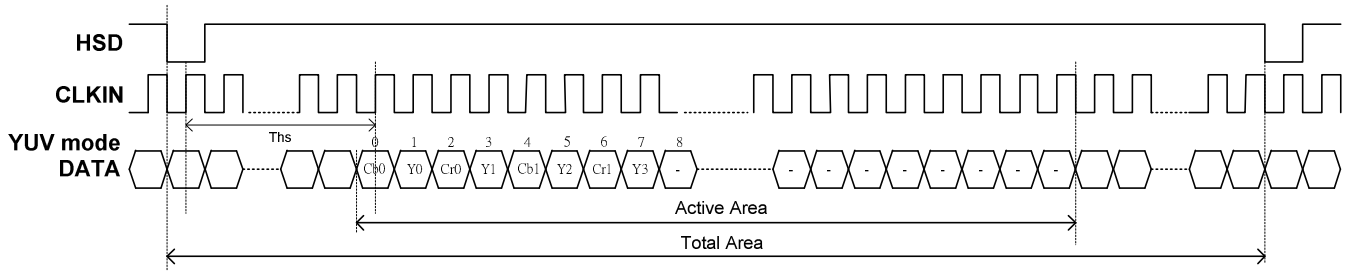 HSD
CLKIN
Ths
YUV mode
DATA
0 1 2 3 4 5 6 7 8
Cb0 Y0 Cr0 Y1 Cb1 Y2 Cr1 Y3 - - - - - - - - -
Active Area
Total Area